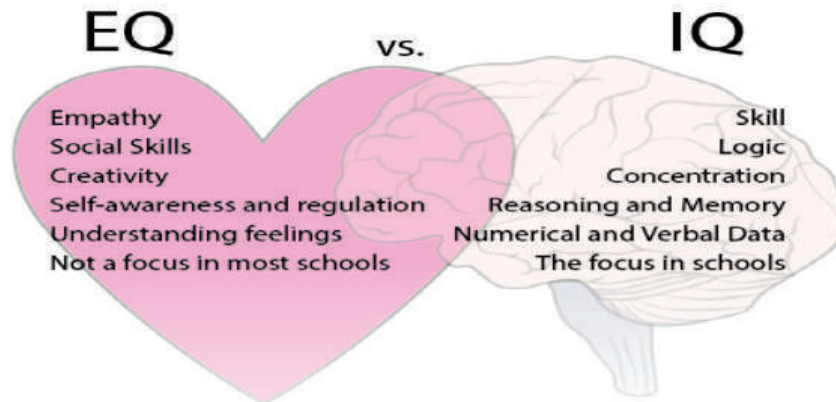 EQ vs. IQ
Empathy
Social Skills
Creativity
Self-awareness and regulation
Understanding feelings
Not a focus in most schools
Skill
Logic
Concentration
Reasoning and Memory
Numerical and Verbal Data
The focus in schools